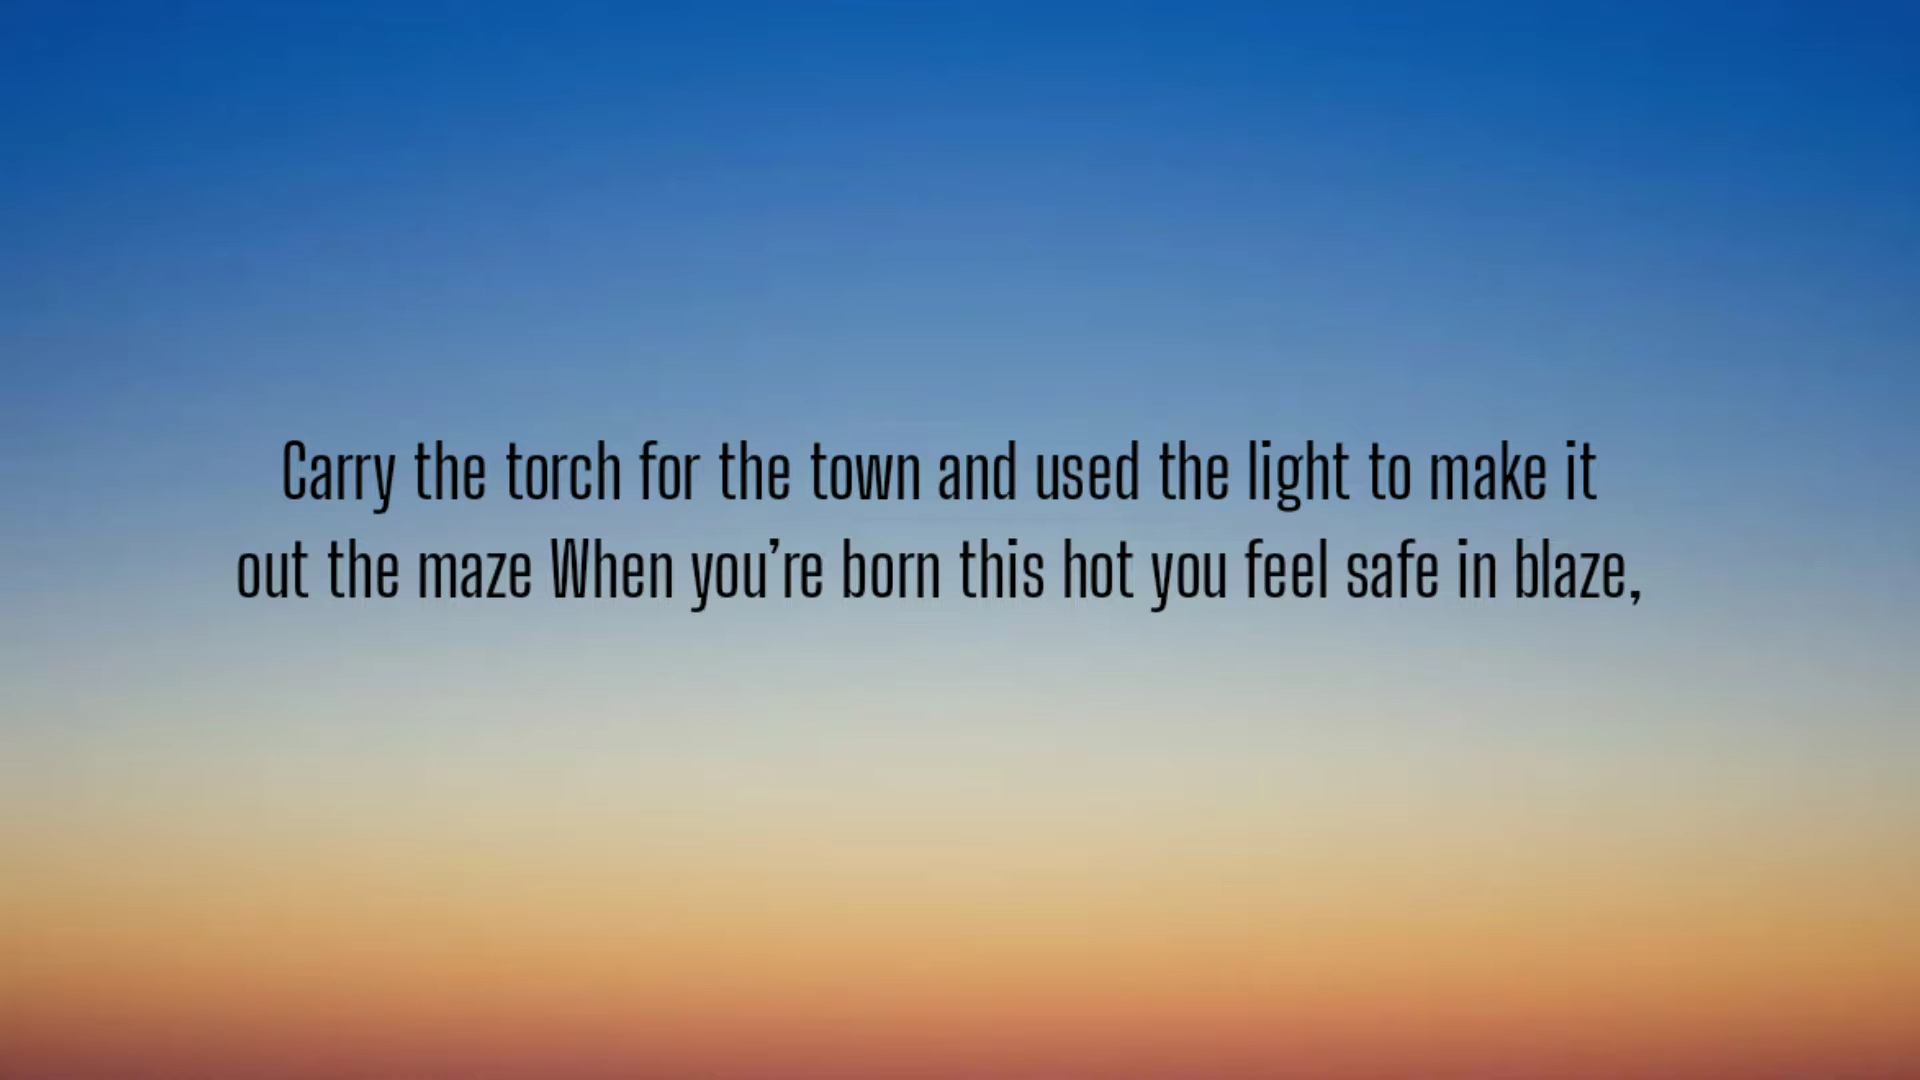 Carry the torch for the town and used the light to make it
out the maze When you’re born this hot you feel safe in blaze,